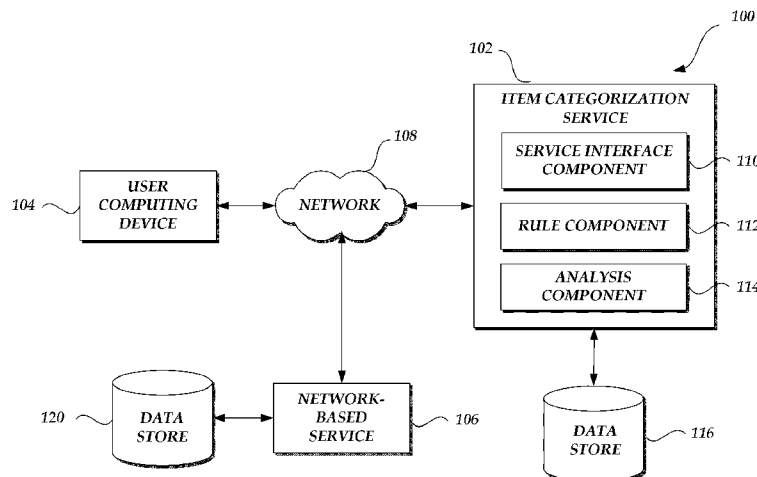 100
102
ITEM CATEGORIZATION
SERVICE
108
SERVICE INTERFACE
COMPONENT
110
USER
COMPUTING
DEVICE
104
NETWORK
RULE COMPONENT
112
ANALYSIS
COMPONENT
114
120
DATA
STORE
NETWORK-
BASED
SERVICE
106
DATA
STORE
116